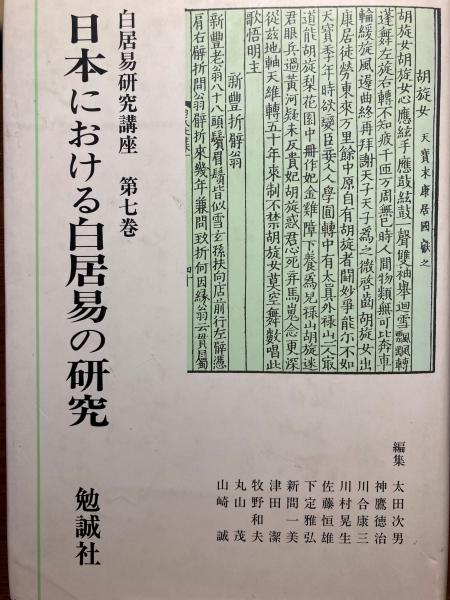 胡旋女 天寶末康居國獻之
胡旋女心應絃手應鼓絃鼓一聲雙袖舉迴雪飄颻轉
蓬舞左旋右轉不知疲千匝万周無已時人間物類無可比奔車
輪緩旋風遲曲終再拜謝天子天子為之微啓齒胡旋女出
康居徒勞東來万里餘中原自有胡旋者鬪妙爭能尔不如
天寶季年時欲變臣妾人人學圜轉中有太真外祿山二人最
道能胡旋梨花園中冊作妃金雞障下養為兒祿山胡旋迷
君眼兵過黃河疑未反貴妃胡旋惑君心死弃馬嵬念更深
從茲地軸天維轉五十年來制不禁胡旋女莫空舞數唱此
歌悟明主
新豐折臂翁
新豐老翁八十八頭鬢眉鬚皆似雪玄孫扶向店前行左臂憑
肩右臂折問翁臂折來幾年兼問致折何因緣翁云貫屬
編集
太田次男
神鷹徳治
川合康三
川村晃生
佐藤恒雄
下定雅弘
新間一美
津田潔
牧野和夫
丸山茂
山崎誠
白居易研究講座 第七巻
日本における白居易の研究
勉誠社